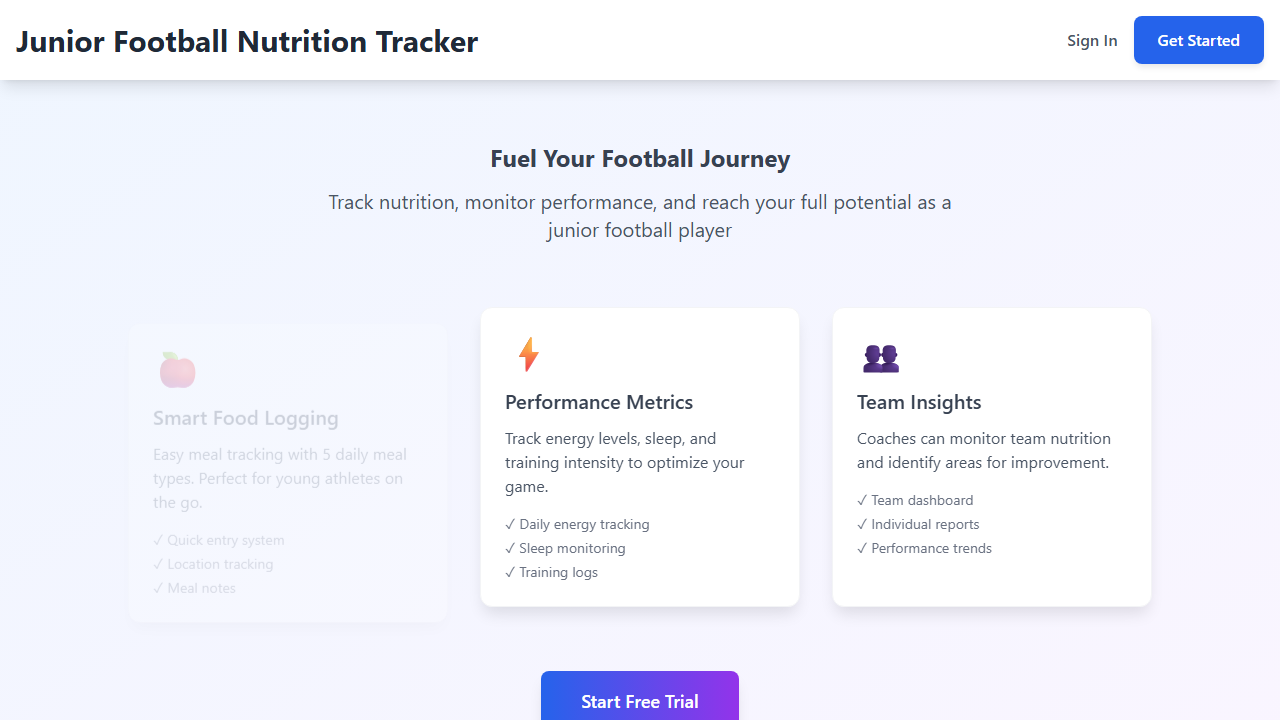 Junior Football Nutrition Tracker
Sign In
Get Started
Fuel Your Football Journey
Track nutrition, monitor performance, and reach your full potential as a
junior football player
Smart Food Logging
Easy meal tracking with 5 daily meal
types. Perfect for young athletes on
the go.
✓ Quick entry system
✓ Location tracking
✓ Meal notes
Performance Metrics
Track energy levels, sleep, and
training intensity to optimize your
game.
✓ Daily energy tracking
✓ Sleep monitoring
✓ Training logs
Team Insights
Coaches can monitor team nutrition
and identify areas for improvement.
✓ Team dashboard
✓ Individual reports
✓ Performance trends
Start Free Trial